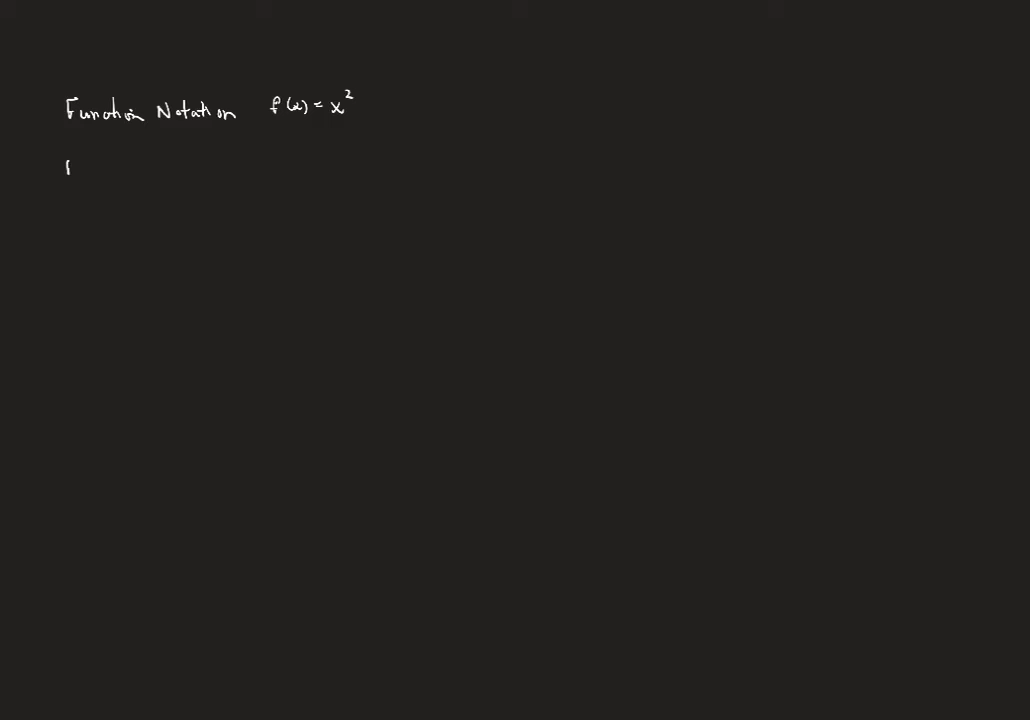 Function Notation f(x) = x²